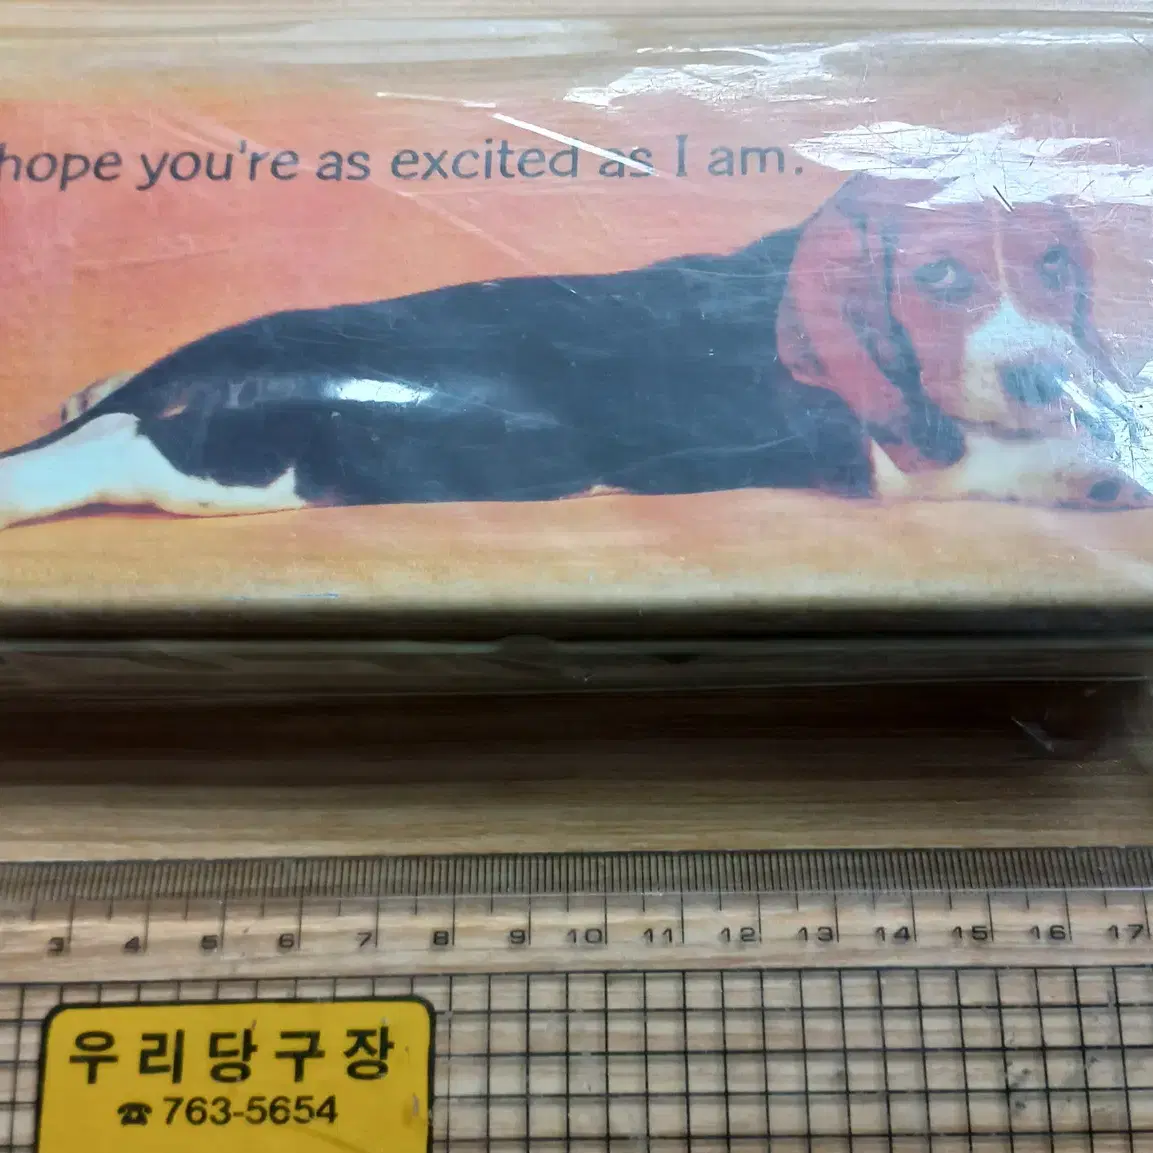 hope you're as excited as I am.
3 4 5 6 7 8 9 10 11 12 13 14 15 16 17
우리당구장
☎ 763-5654